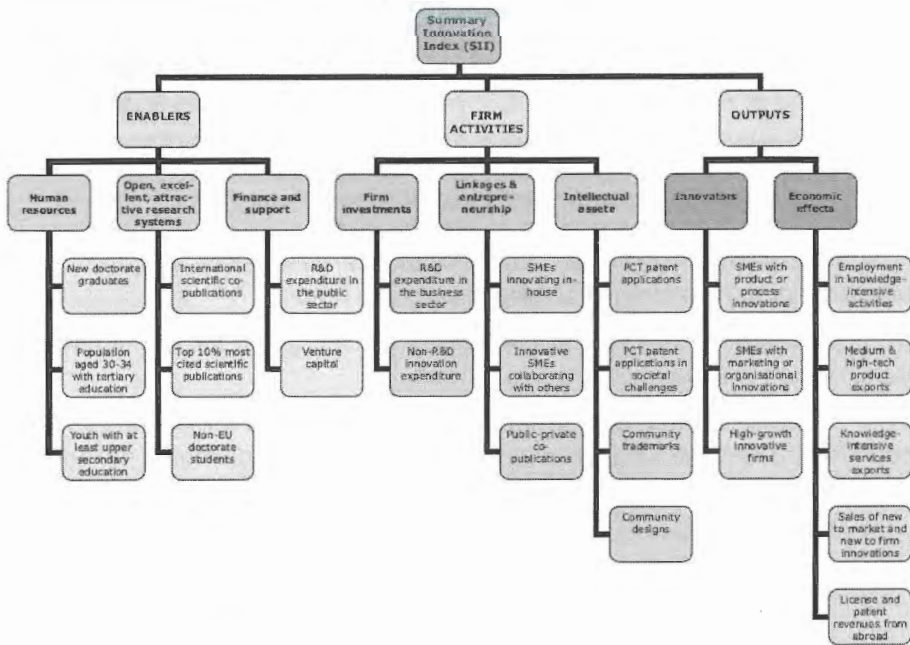 Summary
Innovation
Index (SII)
ENABLERS
FIRM
ACTIVITIES
OUTPUTS
Human
resources
Open, excel-
lent, attrac-
tive research
systems
Finance and
support
Firm
investments
Linkages &
entrepre-
neurship
Intellectual
assets
Innovators
Economic
effects
New doctorate
graduates
Population
aged 30-34
with tertiary
education
Youth with at
least upper
secondary
education
International
scientific co-
publications
Top 10% most
cited scientific
publications
Non-EU
doctorate
students
R&D
expenditure in
the public
sector
Venture
capital
R&D
expenditure in
the business
sector
Non-R&D
innovation
expenditure
SMEs
innovating in-
house
Innovative
SMEs
collaborating
with others
Public-private
co-
publications
PCT patent
applications
PCT patent
applications in
societal
challenges
Community
trademarks
Community
designs
SMEs with
product or
process
innovations
SMEs with
marketing or
organisational
innovations
High-growth
innovative
firms
Employment
in knowledge-
intensive
activities
Medium &
high-tech
product
exports
Knowledge-
intensive
services
exports
Sales of new
to market and
new to firm
innovations
License and
patent
revenues from
abroad